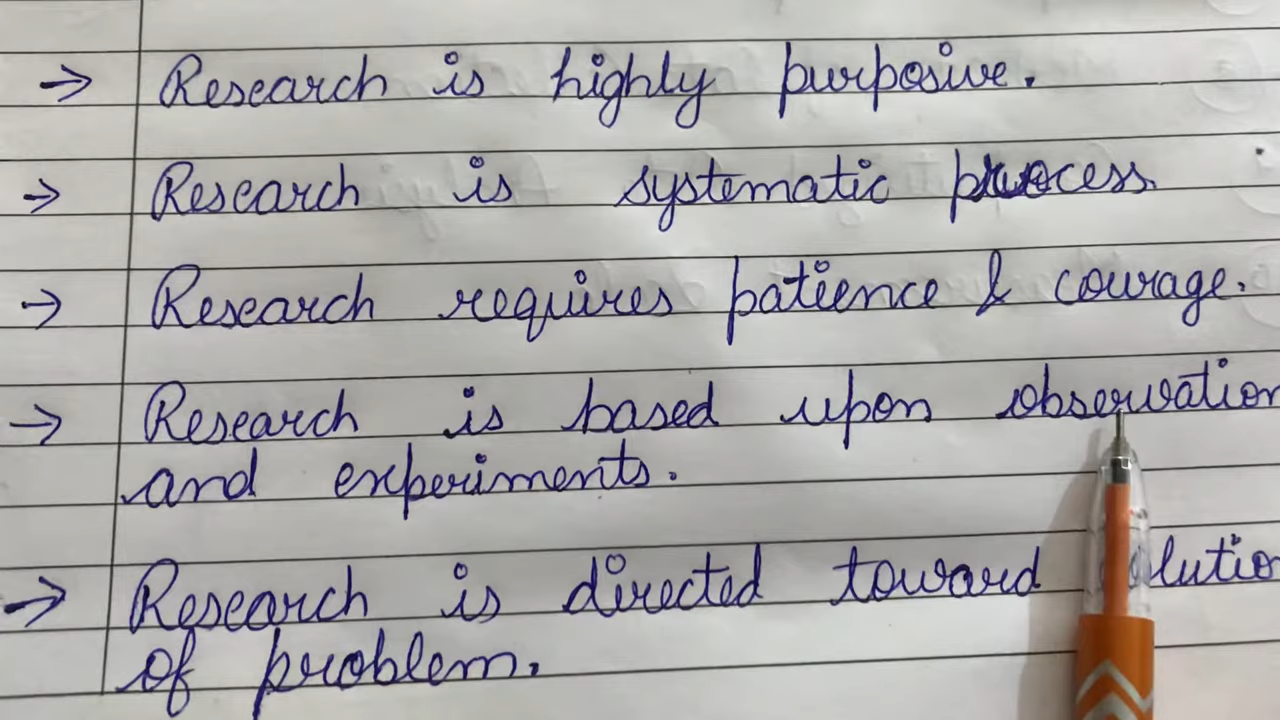 → Research is highly purposive.
→ Research is systematic process.
→ Research requires patience & courage.
→ Research is based upon observation
and experiments.
→ Research is directed toward solution
of problem.